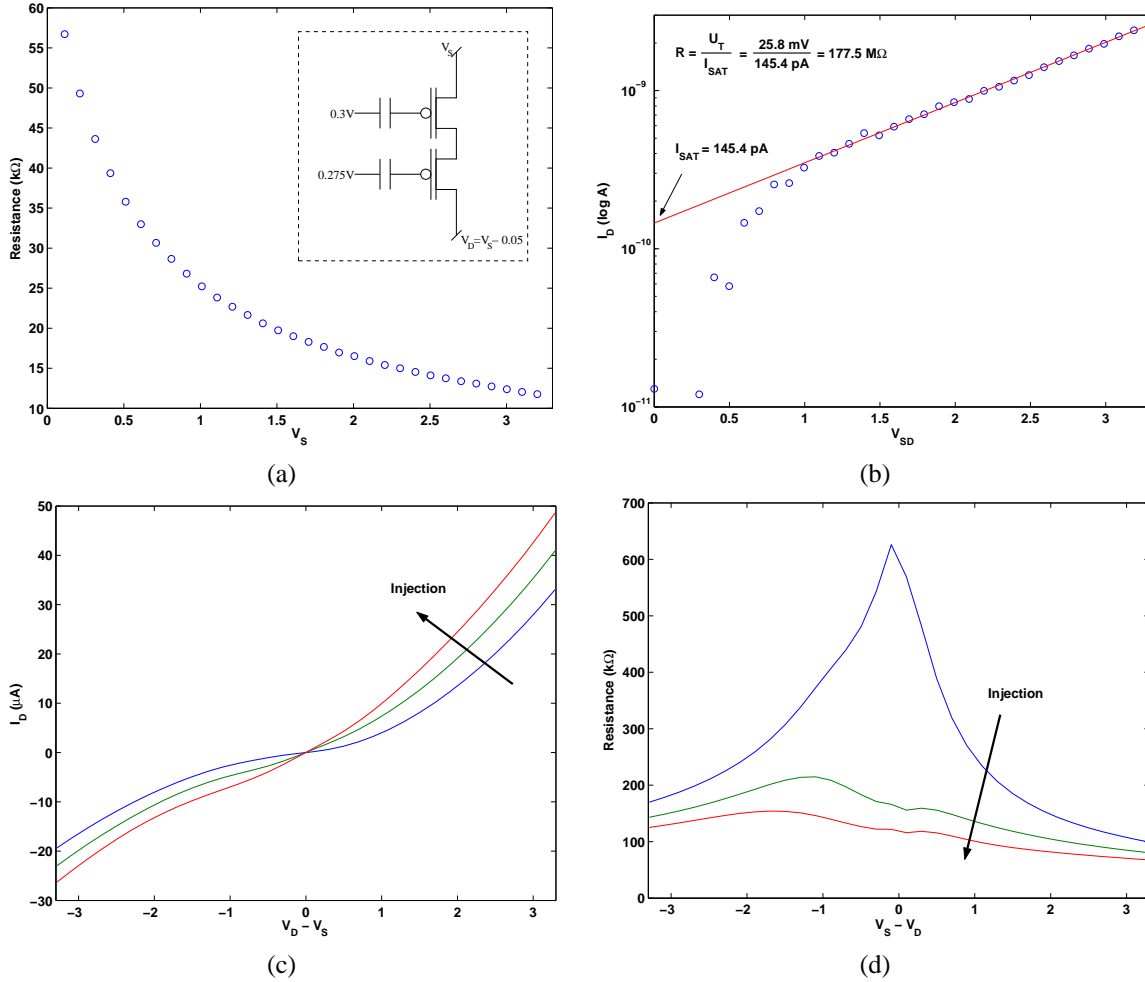 60
55
50
45
40
35
30
25
20
15
10
Resistance (kΩ)
V_S
0.3V
0.275V
V_D=V_S− 0.05
0 0.5 1 1.5 2 2.5 3
V_S
(a)
R = U_T / I_SAT = 25.8 mV / 145.4 pA = 177.5 MΩ
I_SAT = 145.4 pA
10^−9
10^−10
10^−11
I_D (log A)
0 0.5 1 1.5 2 2.5 3
V_SD
(b)
50
40
30
20
10
0
−10
−20
−30
I_D (μA)
Injection
−3 −2 −1 0 1 2 3
V_D − V_S
(c)
700
600
500
400
300
200
100
0
Resistance (kΩ)
Injection
−3 −2 −1 0 1 2 3
V_S − V_D
(d)